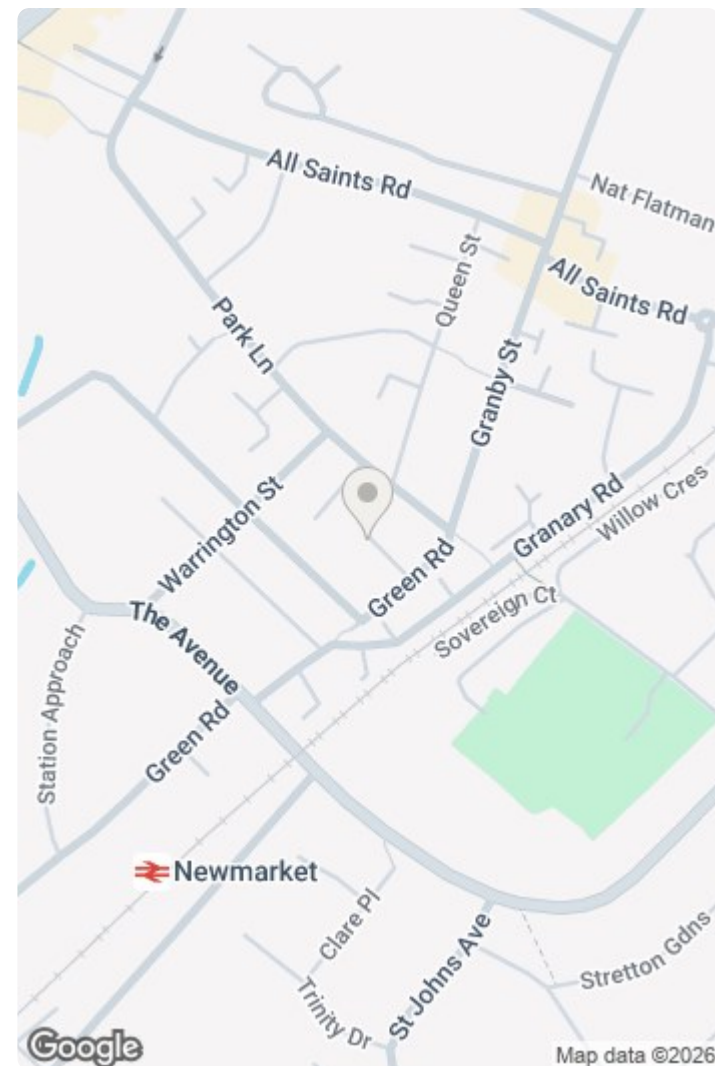 All Saints Rd
Nat Flatman
Queen St
All Saints Rd
Park Ln
Granby St
Granary Rd
Willow Cres
Warrington St
Green Rd
Sovereign Ct
The Avenue
Station Approach
Green Rd
Newmarket
Clare Pl
St Johns Ave
Stretton Gdns
Trinity Dr
Google
Map data ©2026